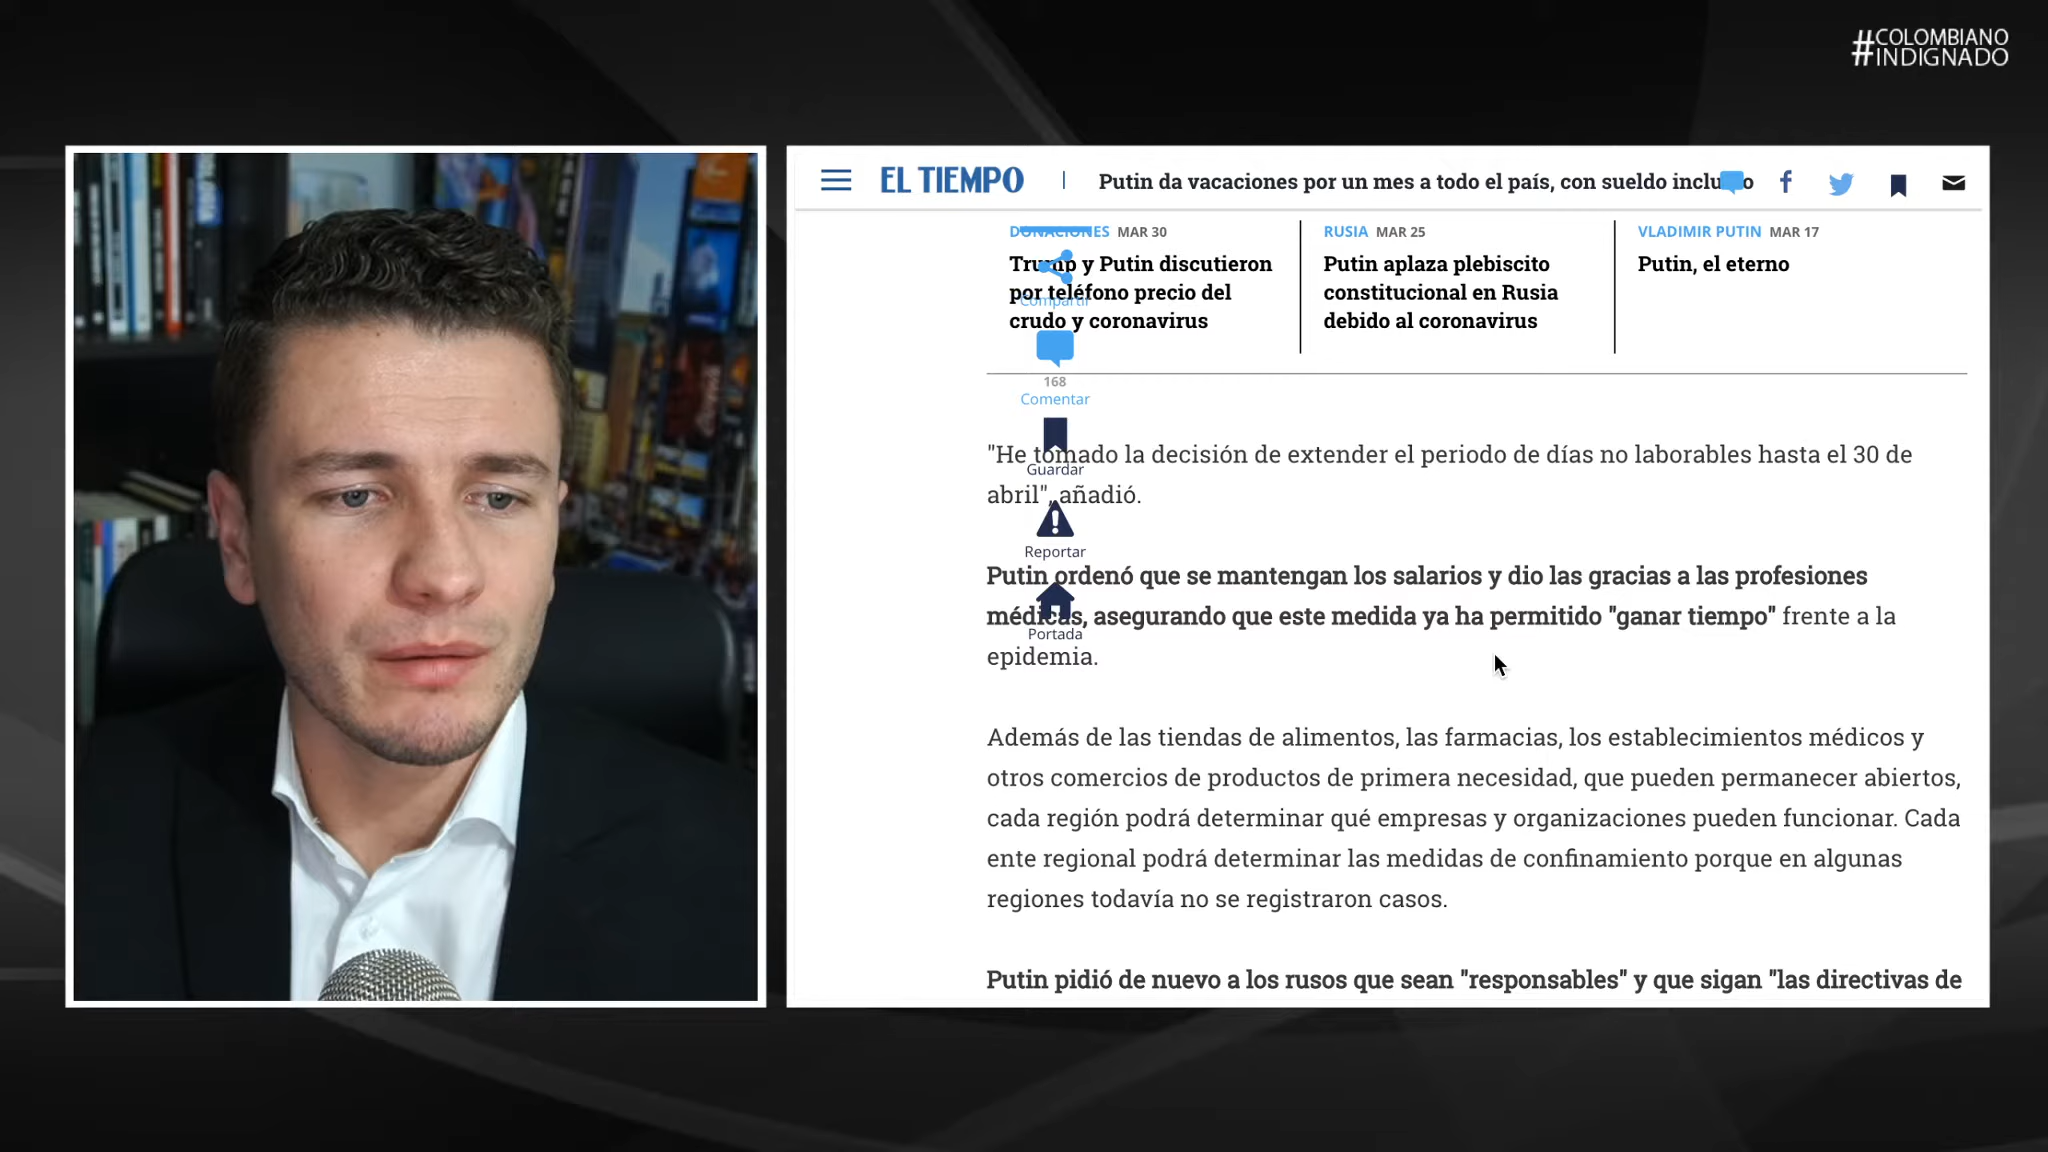 #COLOMBIANO
INDIGNADO
EL TIEMPO
Putin da vacaciones por un mes a todo el país, con sueldo incluido
DONACIONES MAR 30
Trump y Putin discutieron
por teléfono precio del
crudo y coronavirus
RUSIA MAR 25
Putin aplaza plebiscito
constitucional en Rusia
debido al coronavirus
VLADIMIR PUTIN MAR 17
Putin, el eterno
Compartir
168
Comentar
Guardar
Reportar
Portada
"He tomado la decisión de extender el periodo de días no laborables hasta el 30 de
abril", añadió.
Putin ordenó que se mantengan los salarios y dio las gracias a las profesiones
médicas, asegurando que este medida ya ha permitido "ganar tiempo" frente a la
epidemia.
Además de las tiendas de alimentos, las farmacias, los establecimientos médicos y
otros comercios de productos de primera necesidad, que pueden permanecer abiertos,
cada región podrá determinar qué empresas y organizaciones pueden funcionar. Cada
ente regional podrá determinar las medidas de confinamiento porque en algunas
regiones todavía no se registraron casos.
Putin pidió de nuevo a los rusos que sean "responsables" y que sigan "las directivas de